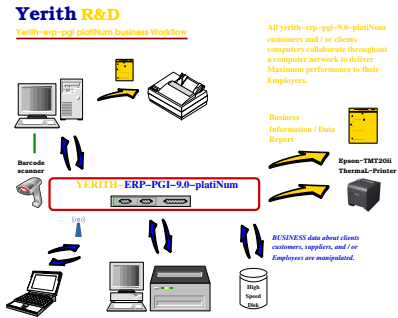 Yerith R&D
Yerith-erp-pgi platiNum business Workflow
All yerith-erp-pgi-9.0-platiNum
customers and / or clients
computers collaborate throughout
a computer network to deliver
Maximum performance to their
Employers.
Business
Information / Data
Report
Barcode
scanner
Epson-TMT20ii
ThermaL-Printer
YERITH-ERP-PGI-9.0-platiNum
BUSINESS data about clients
customers, suppliers, and / or
Employees are manipulated.
High
Speed
Disk